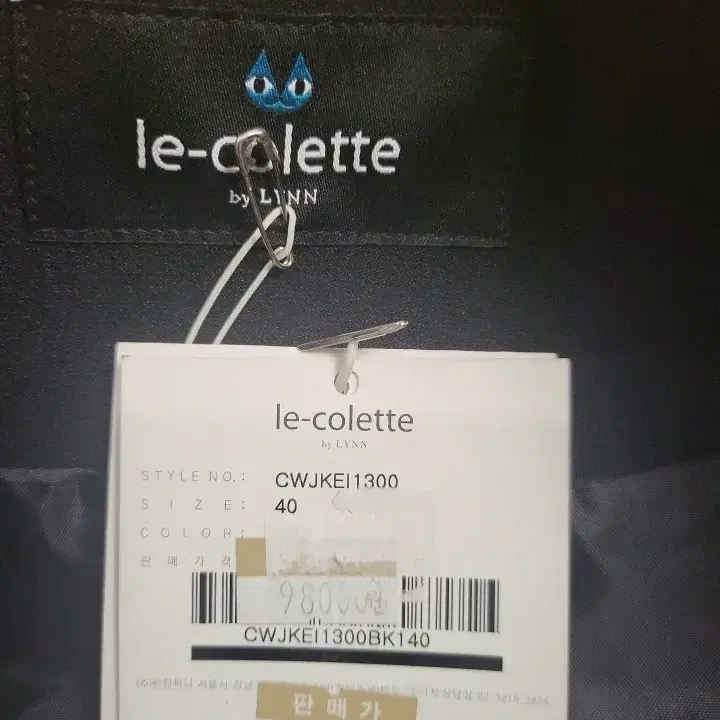 le-colette
by LYNN
le-colette
by LYNN
STYLE NO.: CWJKEI1300
SIZE: 40
COLOR:
판매가격
98000원
CWJKEI1300BK140
판매가